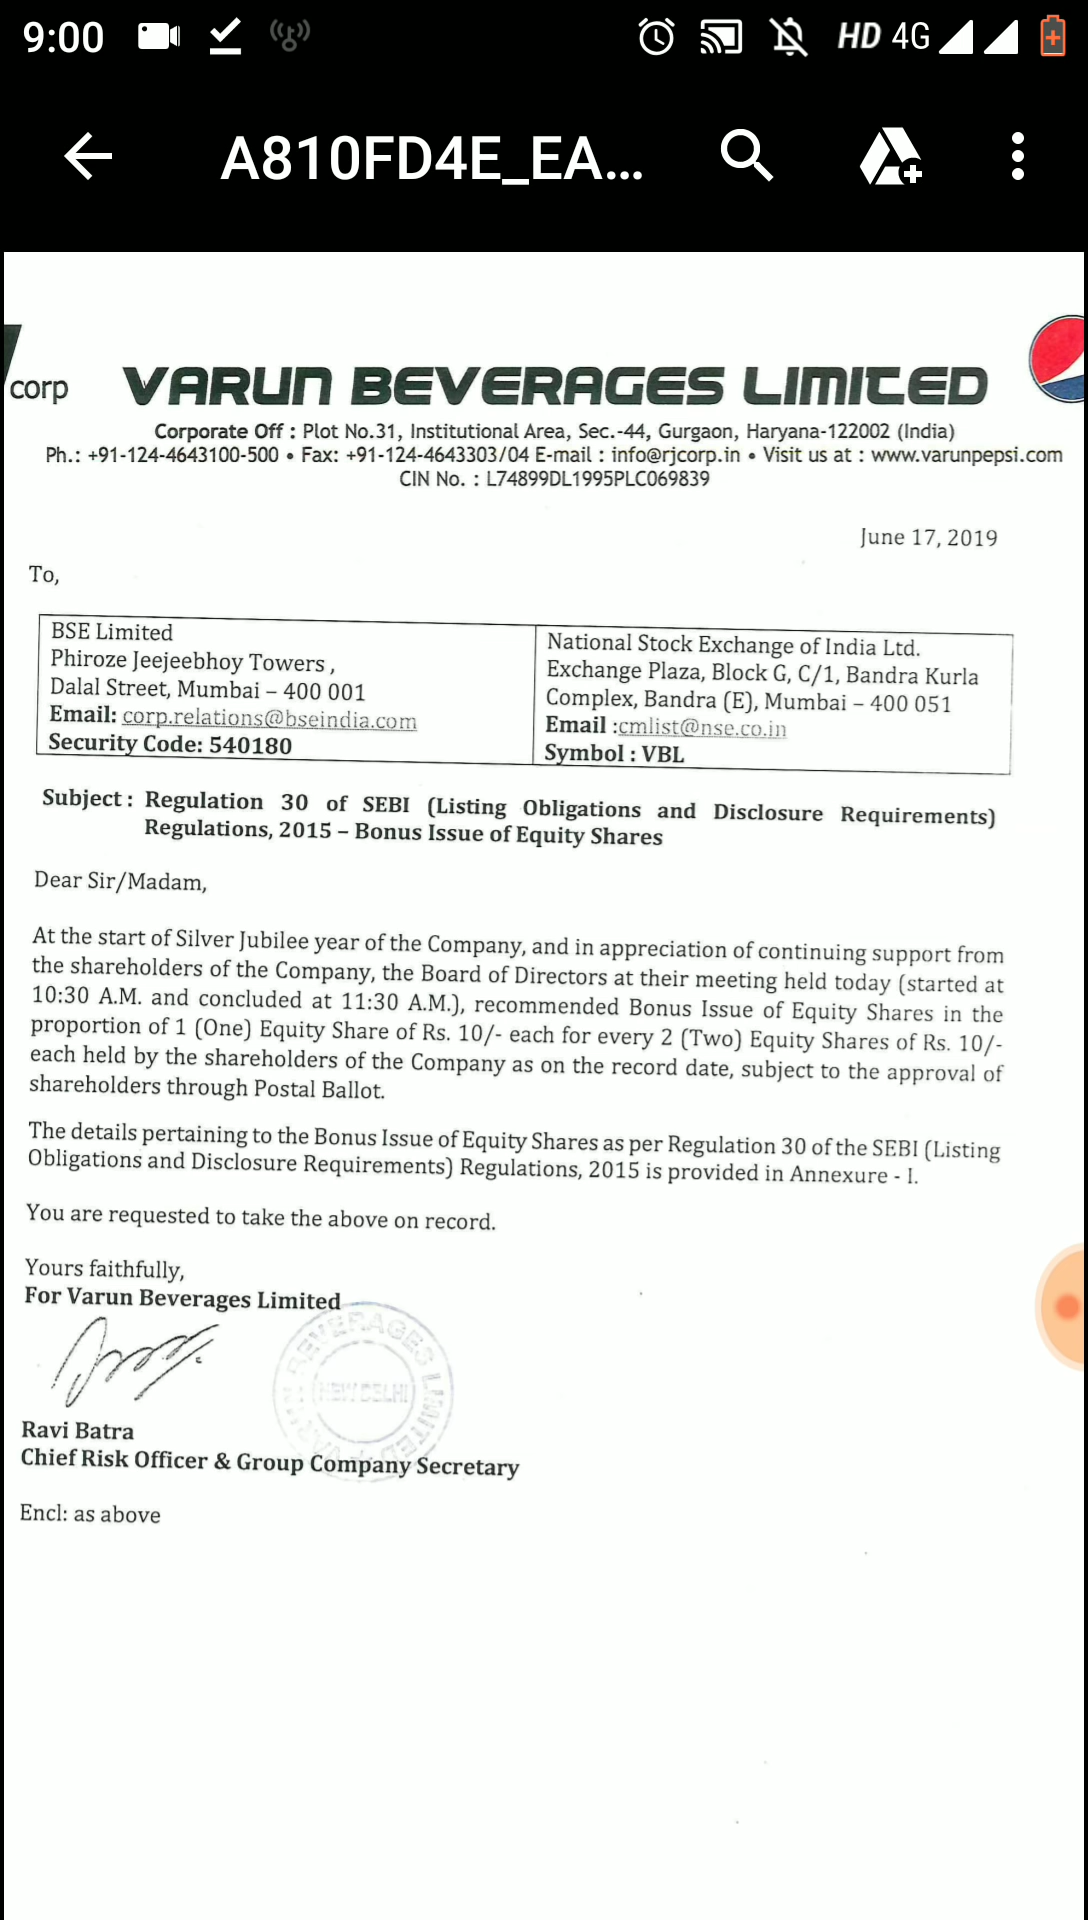 9:00 HD 4G
A810FD4E_EA...
corp VARUN BEVERAGES LIMITED
Corporate Off : Plot No.31, Institutional Area, Sec.-44, Gurgaon, Haryana-122002 (India)
Ph.: +91-124-4643100-500 • Fax: +91-124-4643303/04 E-mail : info@rjcorp.in • Visit us at : www.varunpepsi.com
CIN No. : L74899DL1995PLC069839
June 17, 2019
To,
BSE Limited
Phiroze Jeejeebhoy Towers ,
Dalal Street, Mumbai – 400 001
Email: corp.relations@bseindia.com
Security Code: 540180
National Stock Exchange of India Ltd.
Exchange Plaza, Block G, C/1, Bandra Kurla
Complex, Bandra (E), Mumbai – 400 051
Email :cmlist@nse.co.in
Symbol : VBL
Subject : Regulation 30 of SEBI (Listing Obligations and Disclosure Requirements)
Regulations, 2015 – Bonus Issue of Equity Shares
Dear Sir/Madam,
At the start of Silver Jubilee year of the Company, and in appreciation of continuing support from
the shareholders of the Company, the Board of Directors at their meeting held today (started at
10:30 A.M. and concluded at 11:30 A.M.), recommended Bonus Issue of Equity Shares in the
proportion of 1 (One) Equity Share of Rs. 10/- each for every 2 (Two) Equity Shares of Rs. 10/-
each held by the shareholders of the Company as on the record date, subject to the approval of
shareholders through Postal Ballot.
The details pertaining to the Bonus Issue of Equity Shares as per Regulation 30 of the SEBI (Listing
Obligations and Disclosure Requirements) Regulations, 2015 is provided in Annexure - I.
You are requested to take the above on record.
Yours faithfully,
For Varun Beverages Limited
VARUN BEVERAGES LIMITED
NEW DELHI
Ravi Batra
Chief Risk Officer & Group Company Secretary
Encl: as above